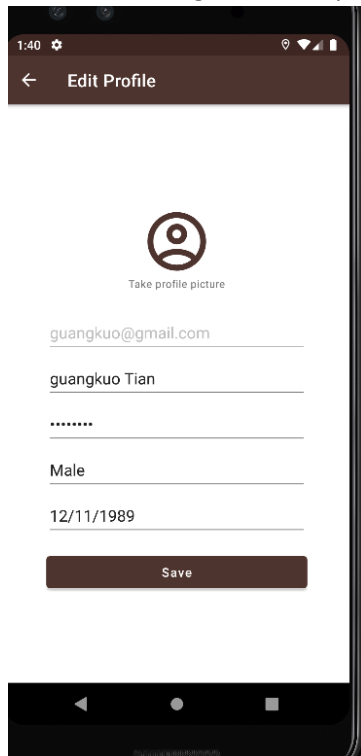 1:40
Edit Profile
Take profile picture
guangkuo@gmail.com
guangkuo Tian
••••••••
Male
12/11/1989
Save